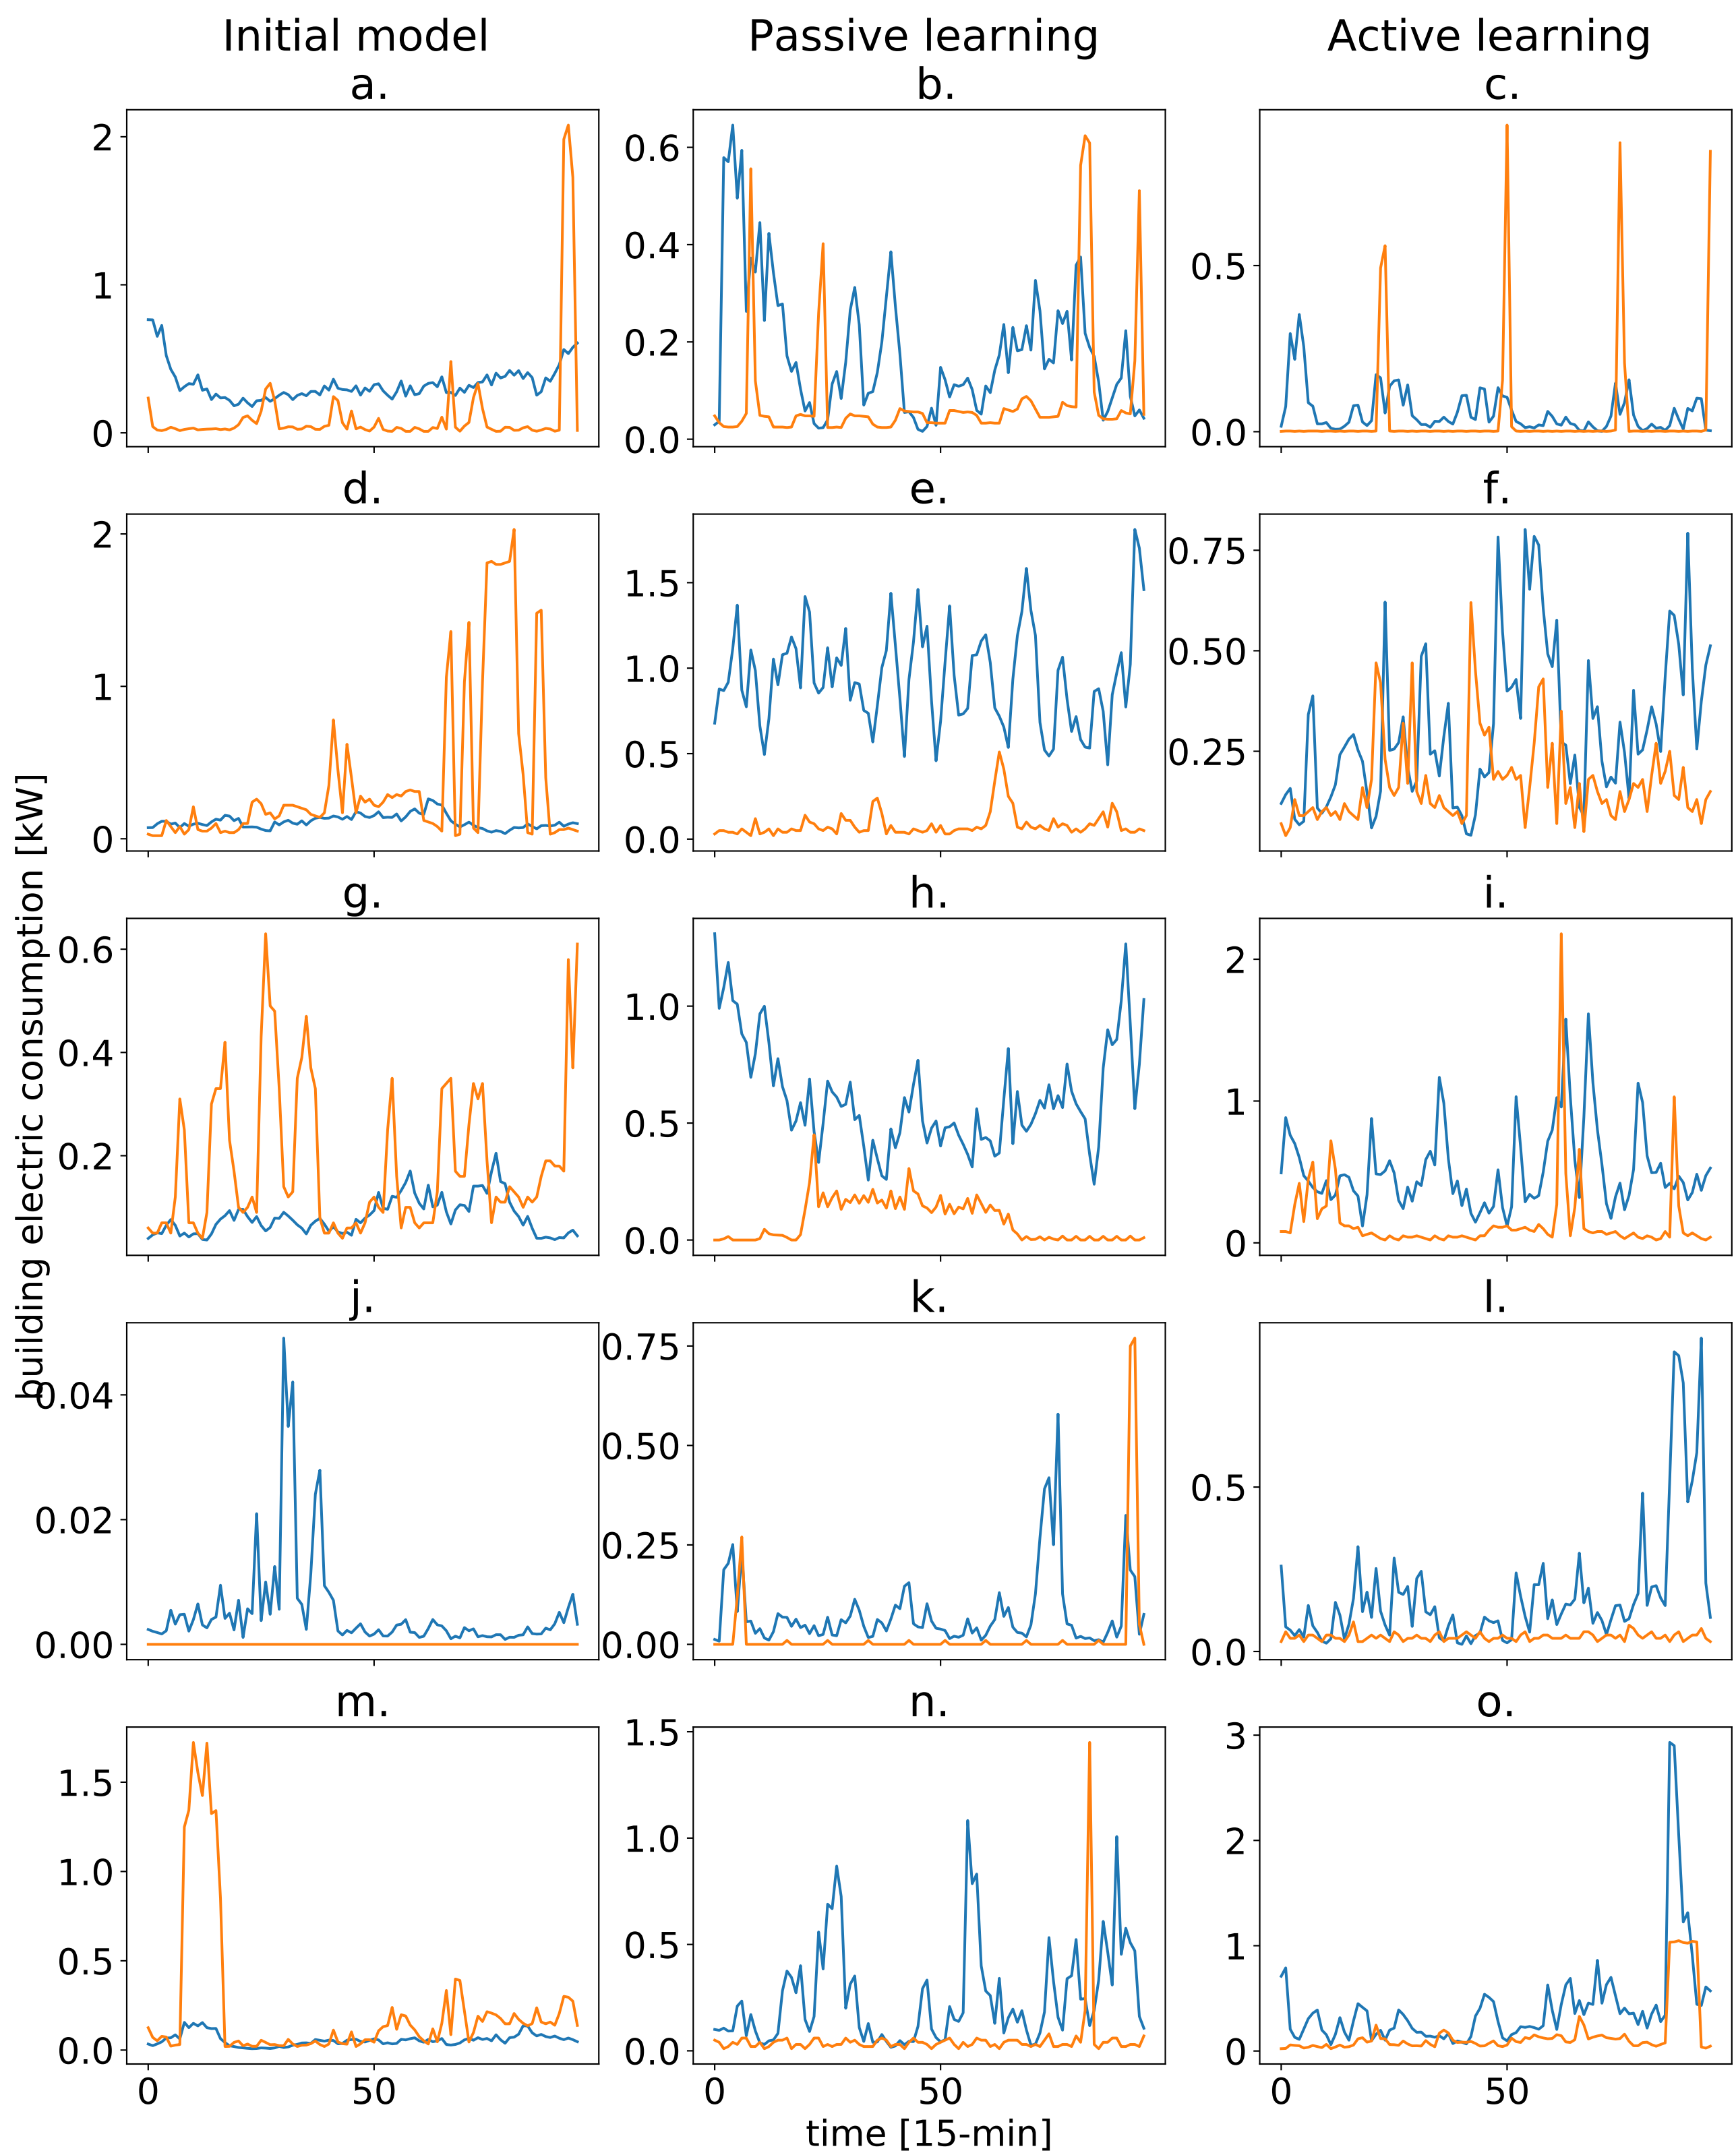 Initial model
Passive learning
Active learning
a.
b.
c.
2
1
0
0.6
0.4
0.2
0.0
0.5
0.0
d.
e.
f.
2
1
0
1.5
1.0
0.5
0.0
0.75
0.50
0.25
g.
h.
i.
0.6
0.4
0.2
1.0
0.5
0.0
2
1
0
j.
k.
l.
0.04
0.02
0.00
0.75
0.50
0.25
0.00
0.5
0.0
m.
n.
o.
1.5
1.0
0.5
0.0
1.5
1.0
0.5
0.0
3
2
1
0
0 50
0 50
0 50
time [15-min]
building electric consumption [kW]